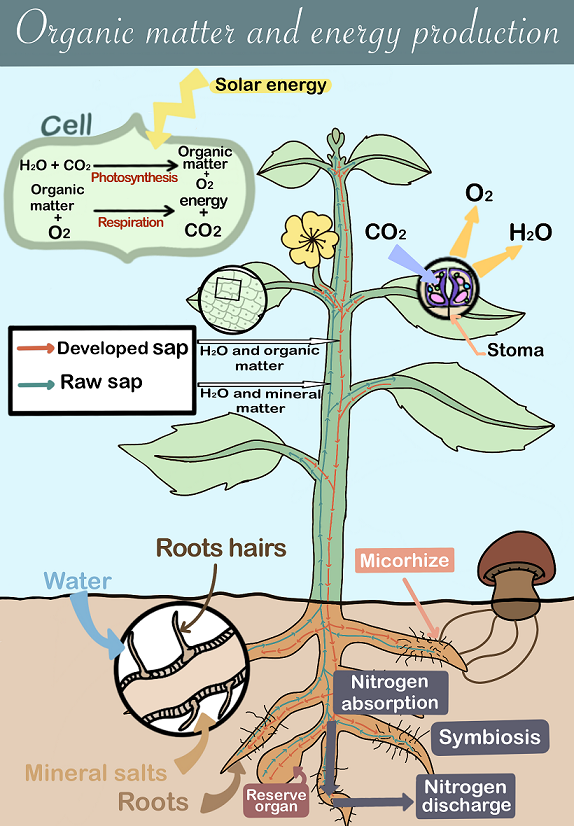 Organic matter and energy production
Solar energy
Cell
H2O + CO2
Photosynthesis
Organic
matter
+
O2
Organic
matter
+
O2
Respiration
energy
+
CO2
O2
CO2
H2O
Stoma
Developed sap
Raw sap
H2O and organic
matter
H2O and mineral
matter
Roots hairs
Water
Micorhize
Nitrogen
absorption
Symbiosis
Mineral salts
Roots
Reserve
organ
Nitrogen
discharge